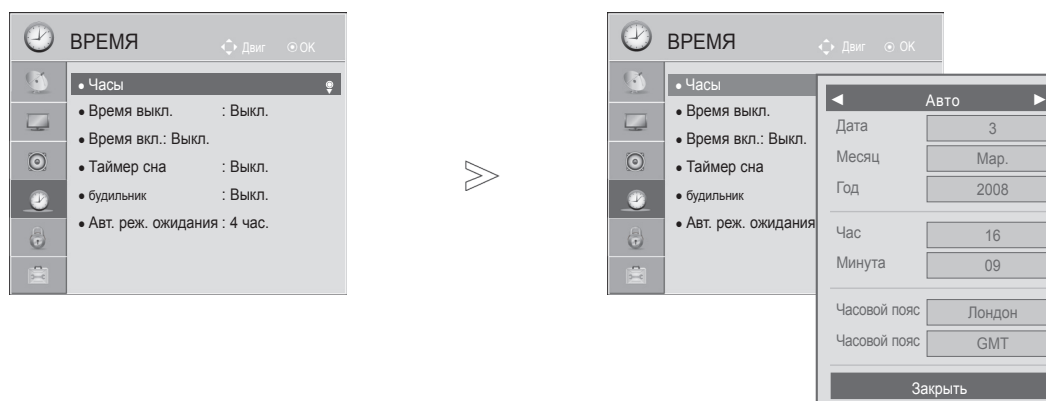 ВРЕМЯ Двиг ОК
• Часы
• Время выкл. : Выкл.
• Время вкл.: Выкл.
• Таймер сна : Выкл.
• будильник : Выкл.
• Авт. реж. ожидания : 4 час.
ВРЕМЯ Двиг ОК
• Часы
• Время выкл.
• Время вкл.: Выкл.
• Таймер сна
• будильник
• Авт. реж. ожидания
◄ Авто ►
Дата 3
Месяц Мар.
Год 2008
Час 16
Минута 09
Часовой пояс Лондон
Часовой пояс GMT
Закрыть